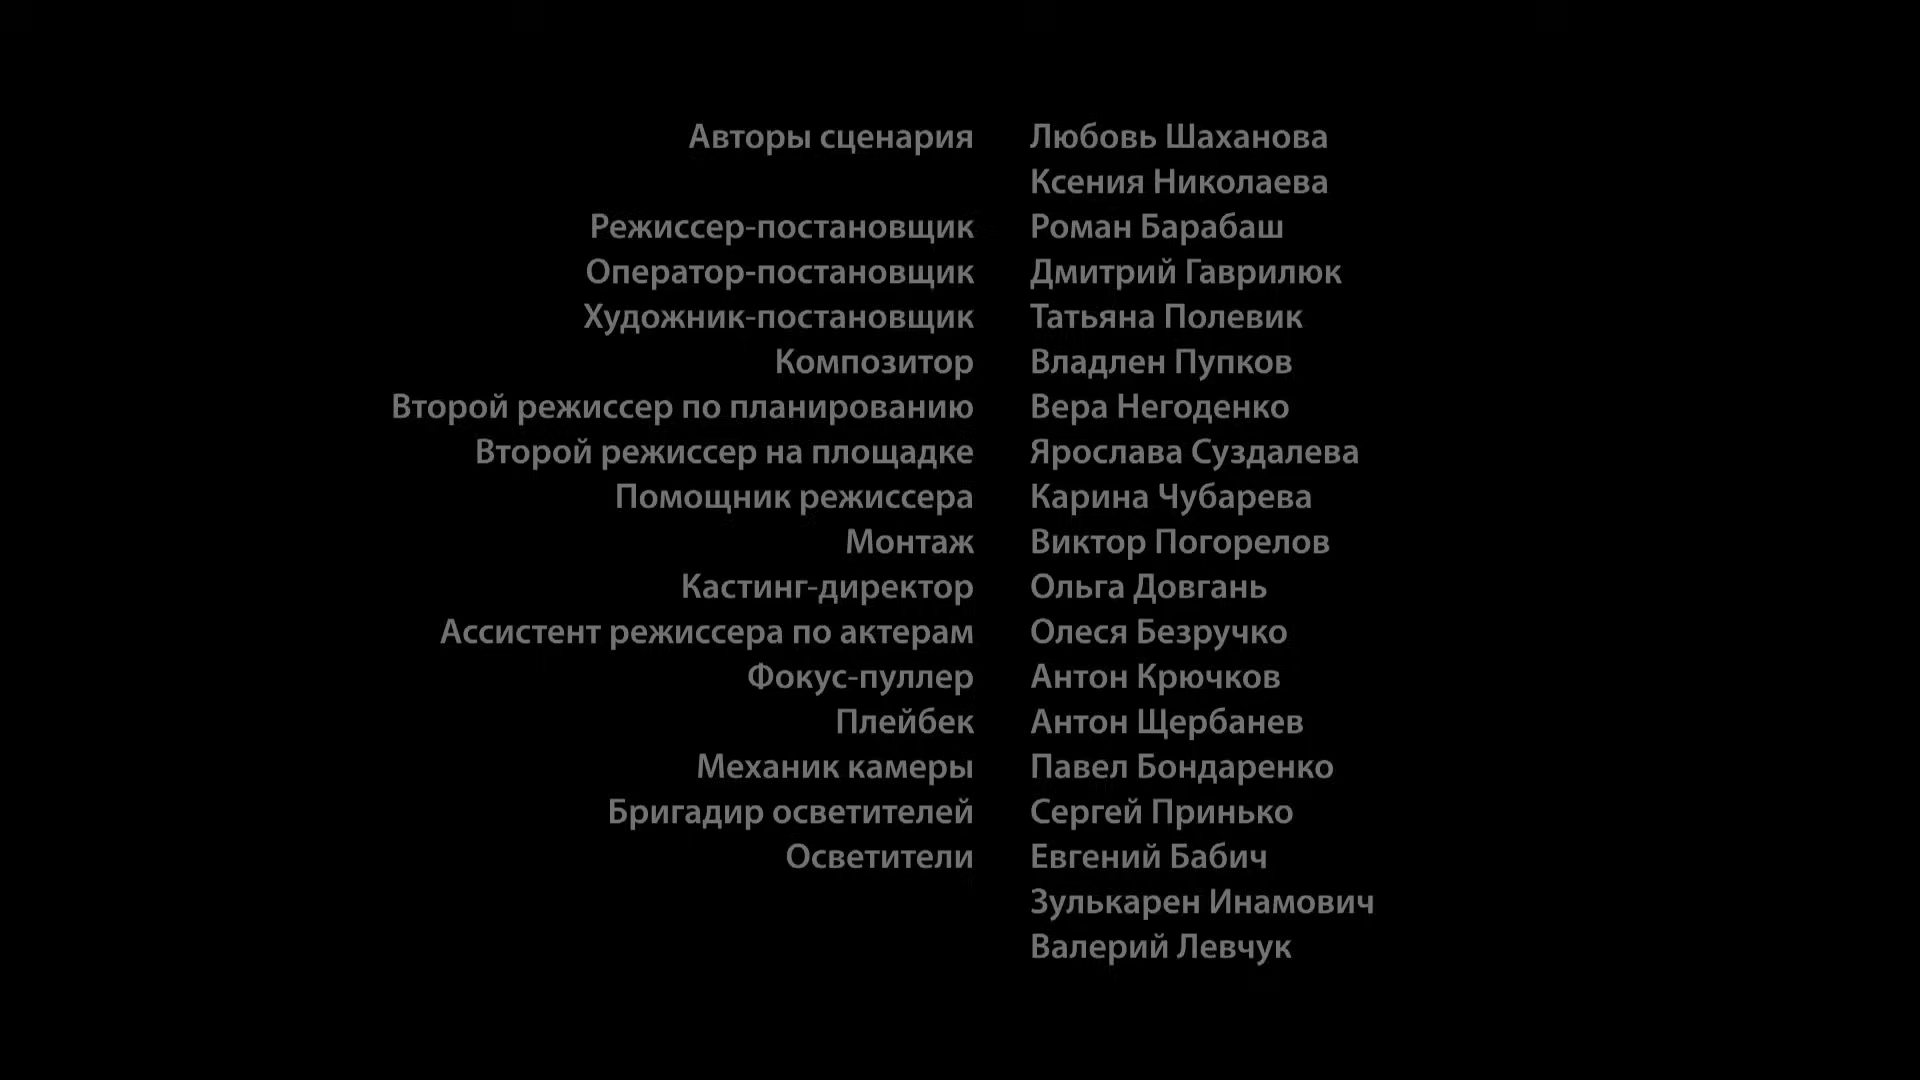 Авторы сценария Любовь Шаханова
Ксения Николаева
Режиссер-постановщик Роман Барабаш
Оператор-постановщик Дмитрий Гаврилюк
Художник-постановщик Татьяна Полевик
Композитор Владлен Пупков
Второй режиссер по планированию Вера Негоденко
Второй режиссер на площадке Ярослава Суздалева
Помощник режиссера Карина Чубарева
Монтаж Виктор Погорелов
Кастинг-директор Ольга Довгань
Ассистент режиссера по актерам Олеся Безручко
Фокус-пуллер Антон Крючков
Плейбек Антон Щербанев
Механик камеры Павел Бондаренко
Бригадир осветителей Сергей Принько
Осветители Евгений Бабич
Зулькарен Инамович
Валерий Левчук